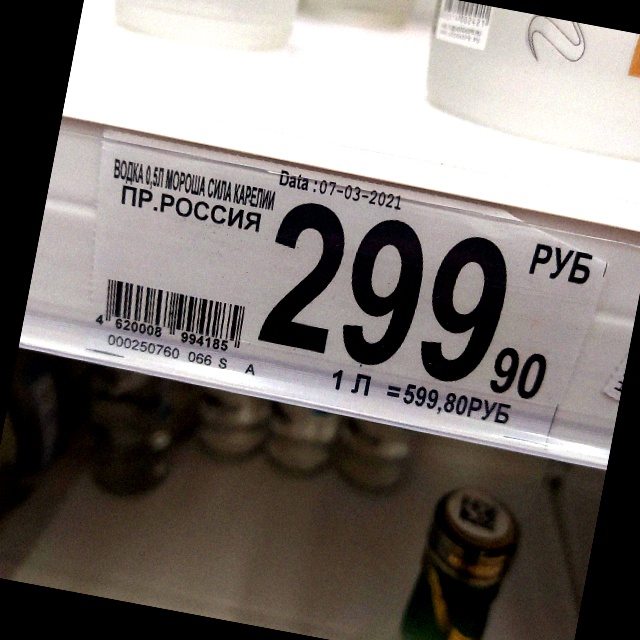 ВОДКА 0,5Л МОРОША СИЛА КАРЕЛИИ
Data :07-03-2021
ПР.РОССИЯ
299 90 РУБ
4 620008 994185
000250760 066 S A
1 Л =599,80РУБ